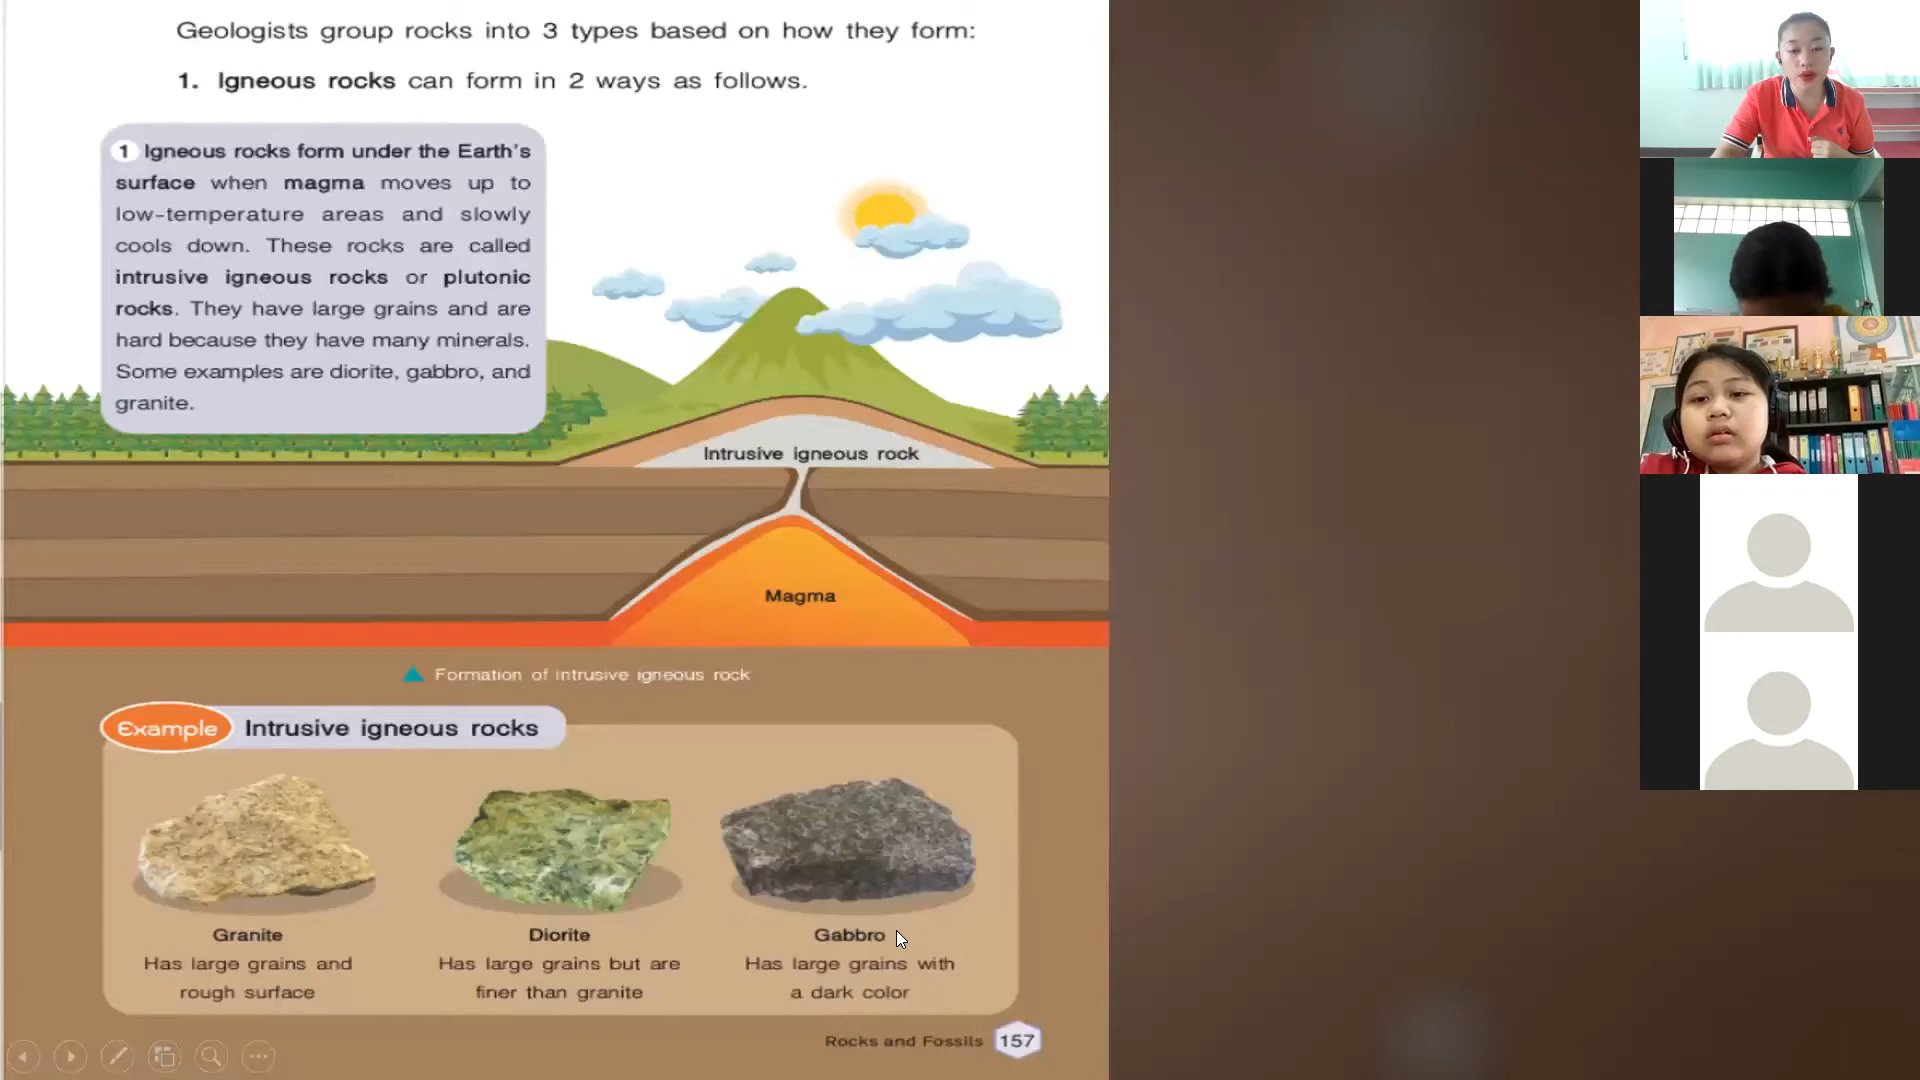 Geologists group rocks into 3 types based on how they form:
1. Igneous rocks can form in 2 ways as follows.
1 Igneous rocks form under the Earth's
surface when magma moves up to
low-temperature areas and slowly
cools down. These rocks are called
intrusive igneous rocks or plutonic
rocks. They have large grains and are
hard because they have many minerals.
Some examples are diorite, gabbro, and
granite.
Intrusive igneous rock
Magma
Formation of intrusive igneous rock
Example Intrusive igneous rocks
Granite
Has large grains and
rough surface
Diorite
Has large grains but are
finer than granite
Gabbro
Has large grains with
a dark color
Rocks and Fossils 157